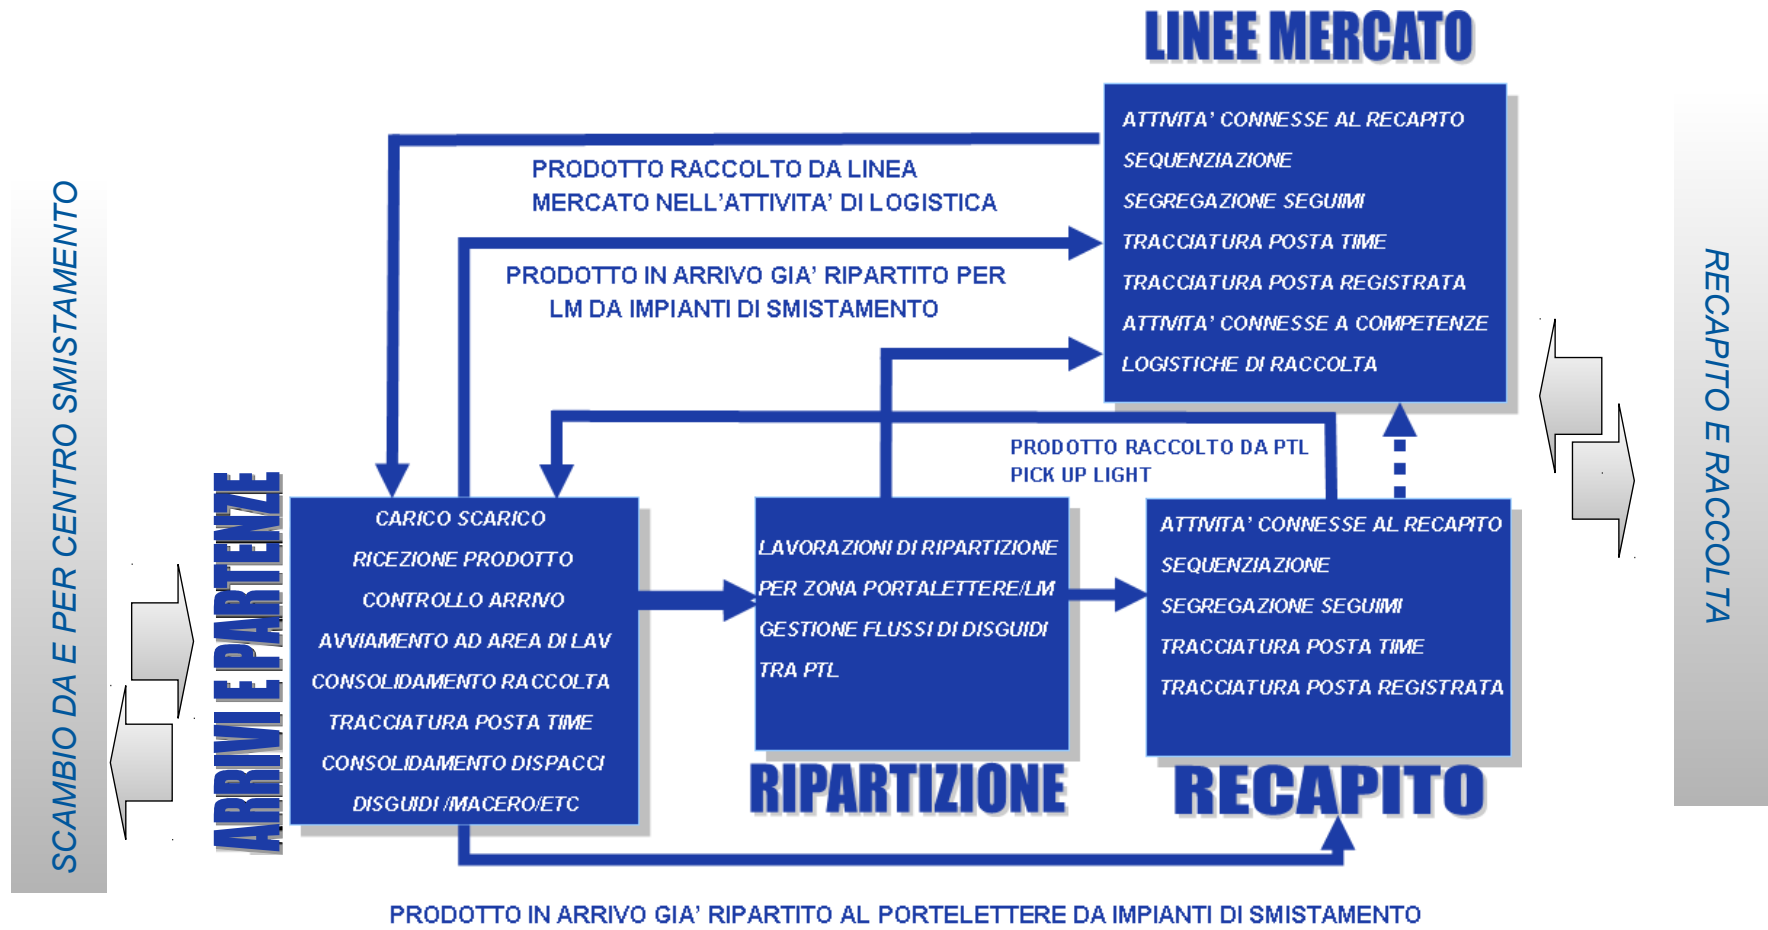 LINEE MERCATO
ATTIVITA' CONNESSE AL RECAPITO
SEQUENZIAZIONE
SEGREGAZIONE SEGUIMI
TRACCIATURA POSTA TIME
TRACCIATURA POSTA REGISTRATA
ATTIVITA' CONNESSE A COMPETENZE
LOGISTICHE DI RACCOLTA
PRODOTTO RACCOLTO DA LINEA
MERCATO NELL'ATTIVITA' DI LOGISTICA
PRODOTTO IN ARRIVO GIA' RIPARTITO PER
LM DA IMPIANTI DI SMISTAMENTO
PRODOTTO RACCOLTO DA PTL
PICK UP LIGHT
SCAMBIO DA E PER CENTRO SMISTAMENTO
ARRIVI E PARTENZE
CARICO SCARICO
RICEZIONE PRODOTTO
CONTROLLO ARRIVO
AVVIAMENTO AD AREA DI LAV
CONSOLIDAMENTO RACCOLTA
TRACCIATURA POSTA TIME
CONSOLIDAMENTO DISPACCI
DISGUIDI /MACERO/ETC
LAVORAZIONI DI RIPARTIZIONE
PER ZONA PORTALETTERE/LM
GESTIONE FLUSSI DI DISGUIDI
TRA PTL
RIPARTIZIONE
ATTIVITA' CONNESSE AL RECAPITO
SEQUENZIAZIONE
SEGREGAZIONE SEGUIMI
TRACCIATURA POSTA TIME
TRACCIATURA POSTA REGISTRATA
RECAPITO
RECAPITO E RACCOLTA
PRODOTTO IN ARRIVO GIA' RIPARTITO AL PORTELETTERE DA IMPIANTI DI SMISTAMENTO